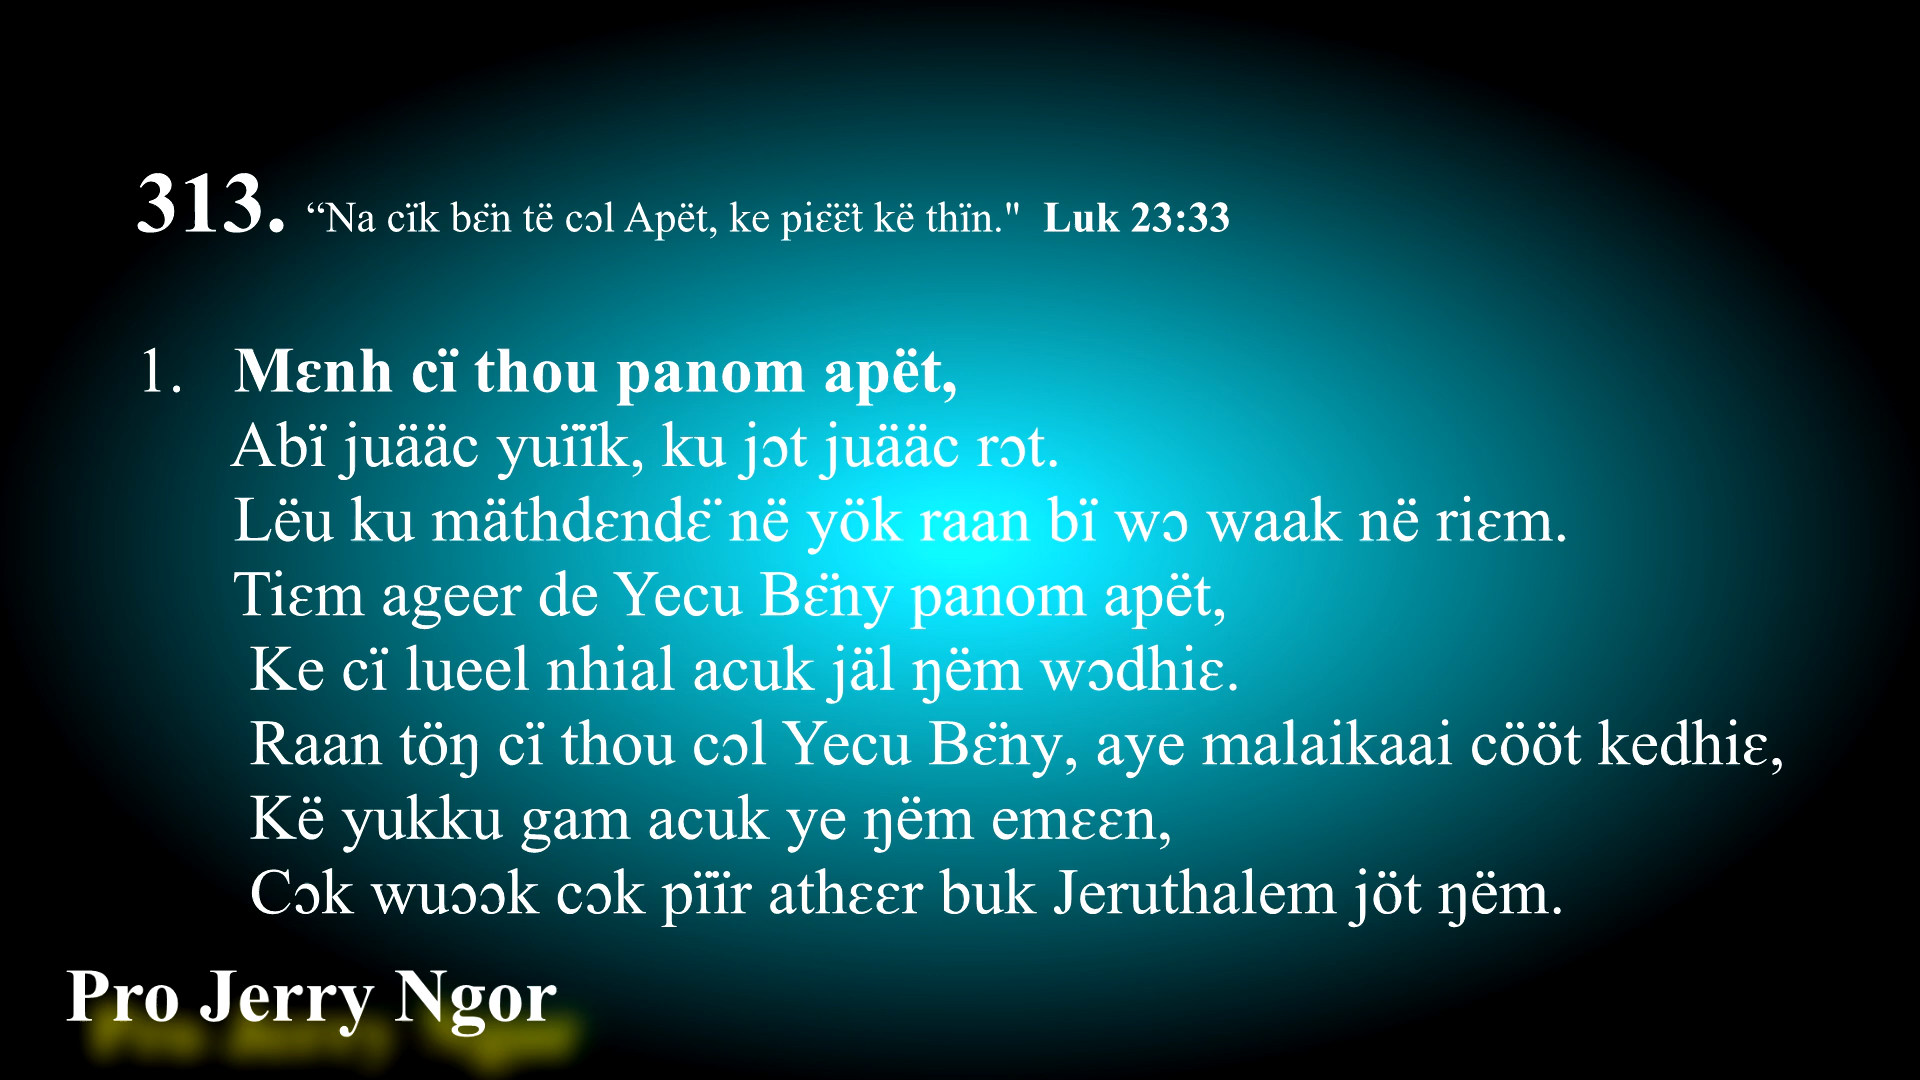 313. “Na cïk bɛ̈n të cɔl Apët, ke piɛ̈ɛ̈t kë thïn." Luk 23:33
1. Mɛnh cï thou panom apët,
Abï juääc yuïïk, ku jɔt juääc rɔt.
Lëu ku mäthdɛndɛ̈ në yök raan bï wɔ waak në riɛm.
Tiɛm ageer de Yecu Bɛ̈ny panom apët,
Ke cï lueel nhial acuk jäl ŋëm wɔdhiɛ.
Raan töŋ cï thou cɔl Yecu Bɛ̈ny, aye malaikaai cööt kedhiɛ,
Kë yukku gam acuk ye ŋëm emɛɛn,
Cɔk wuɔɔk cɔk pïïr athɛɛr buk Jeruthalem jöt ŋëm.
Pro Jerry Ngor